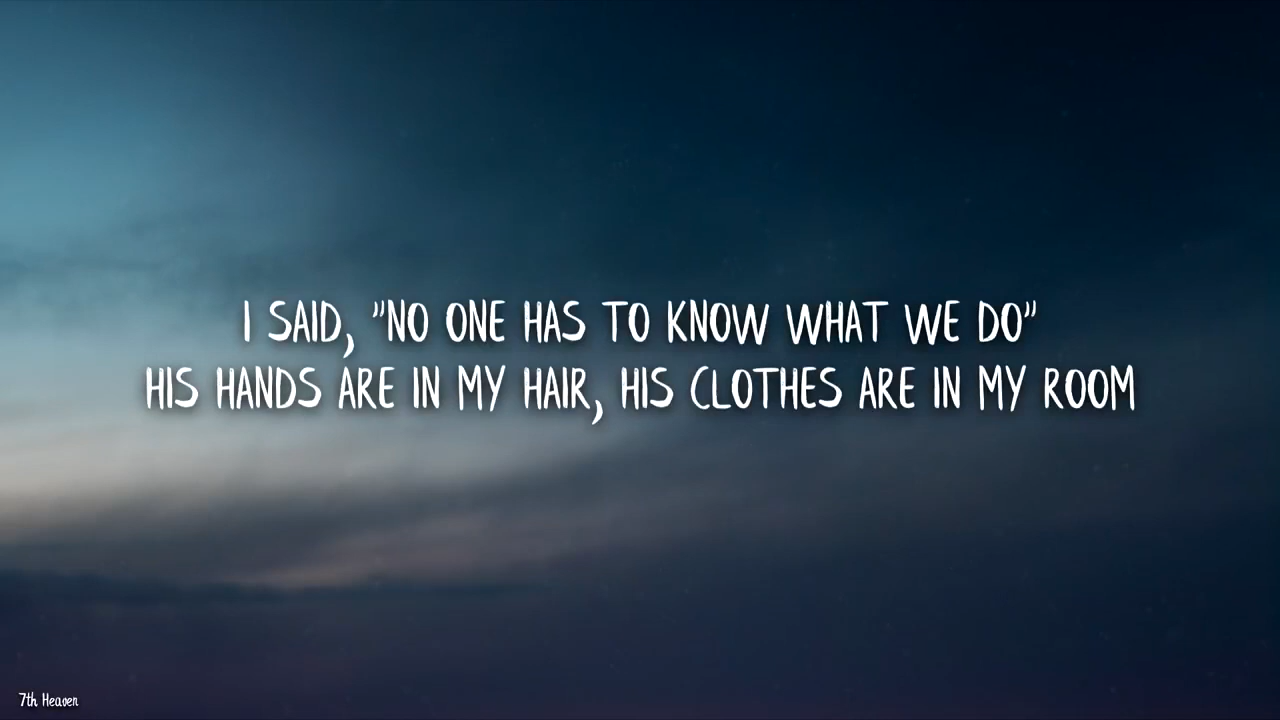 I SAID, "NO ONE HAS TO KNOW WHAT WE DO"
HIS HANDS ARE IN MY HAIR, HIS CLOTHES ARE IN MY ROOM
7th Heaven